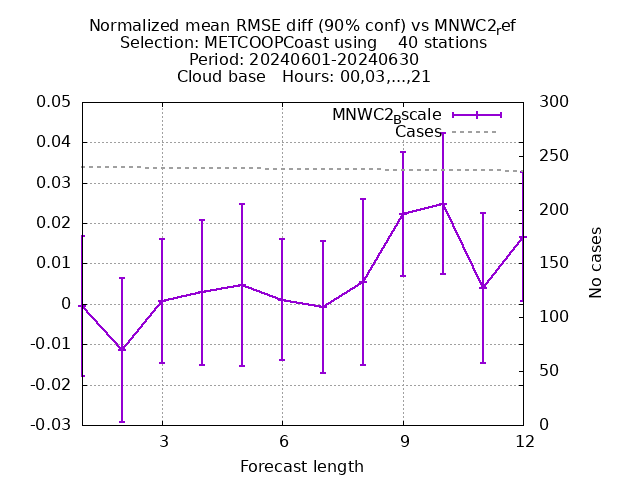 Normalized mean RMSE diff (90% conf) vs MNWC2ref
Selection: METCOOPCoast using    40 stations
Period: 20240601-20240630
Cloud base   Hours: 00,03,...,21
MNWC2Bscale
Cases
0.05
0.04
0.03
0.02
0.01
0
-0.01
-0.02
-0.03
300
250
200
150
100
50
0
No cases
3 6 9 12
Forecast length